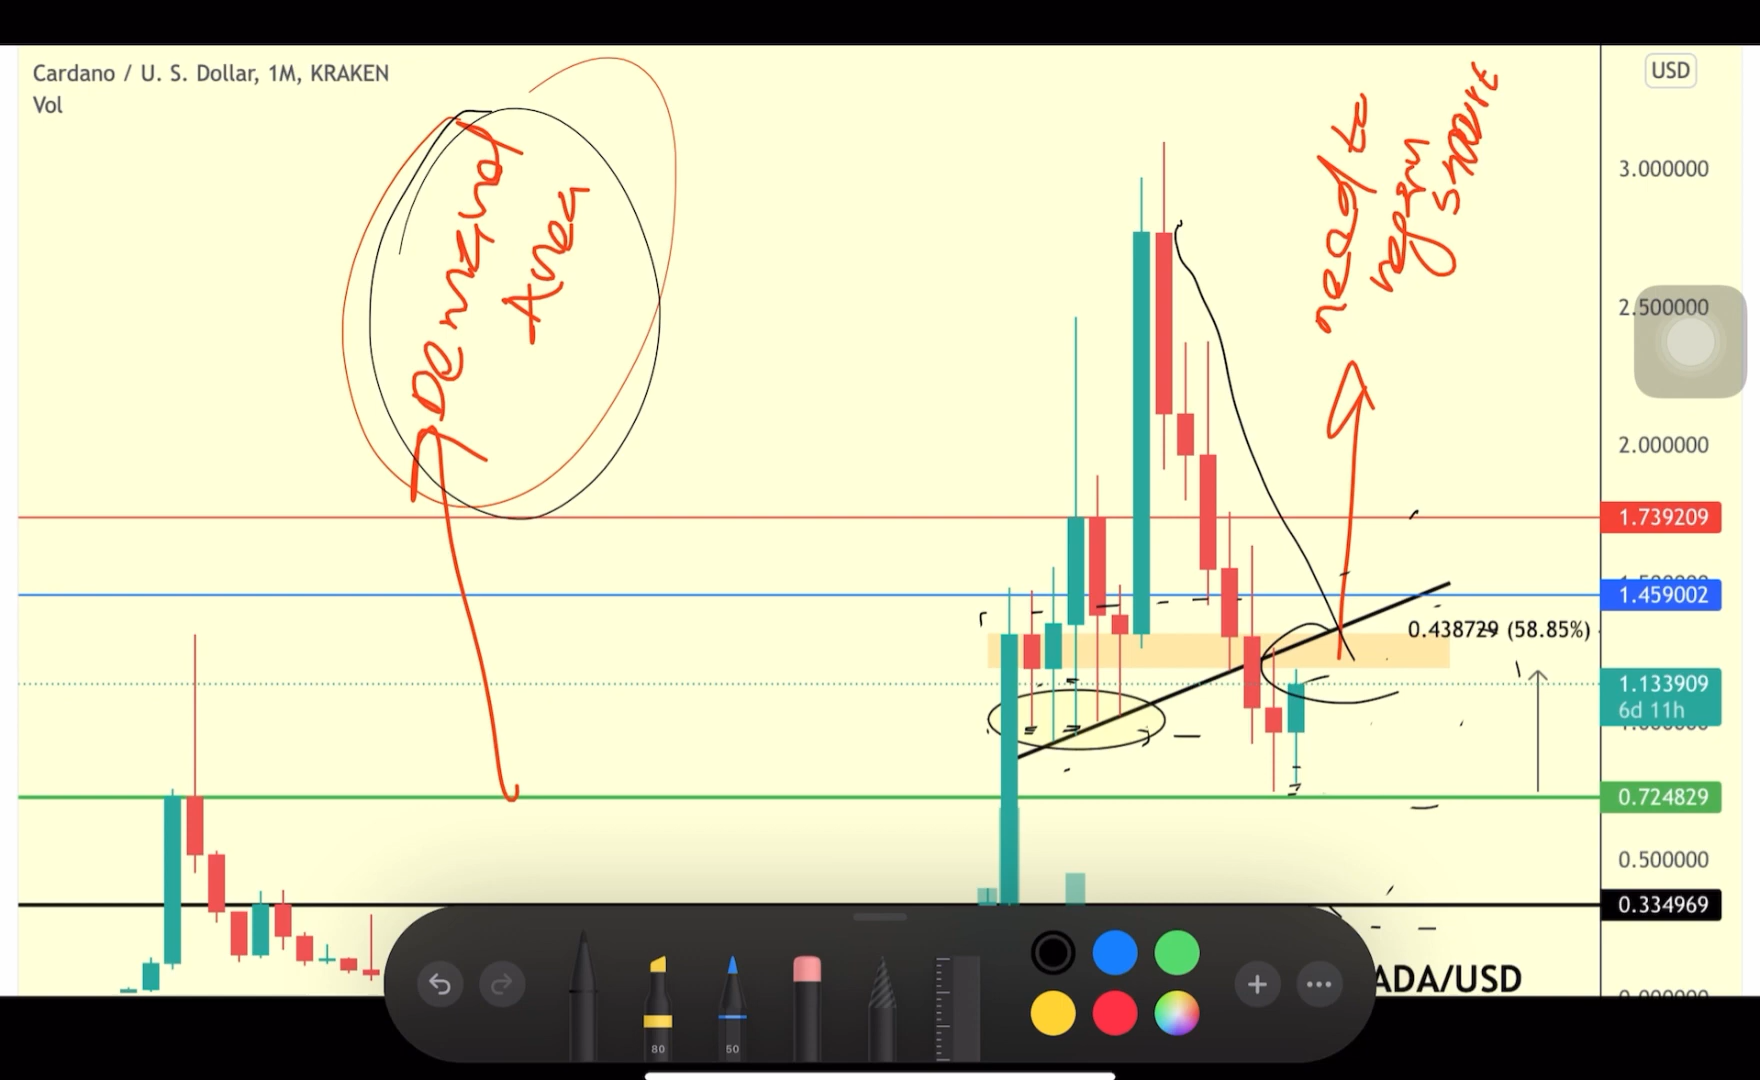 Cardano / U. S. Dollar, 1M, KRAKEN
Vol
USD
3.000000
2.500000
2.000000
1.739209
1.459002
0.438729 (58.85%)
1.133909
6d 11h
0.724829
0.500000
0.334969
ADA/USD
Demand
Area
need to
80
50